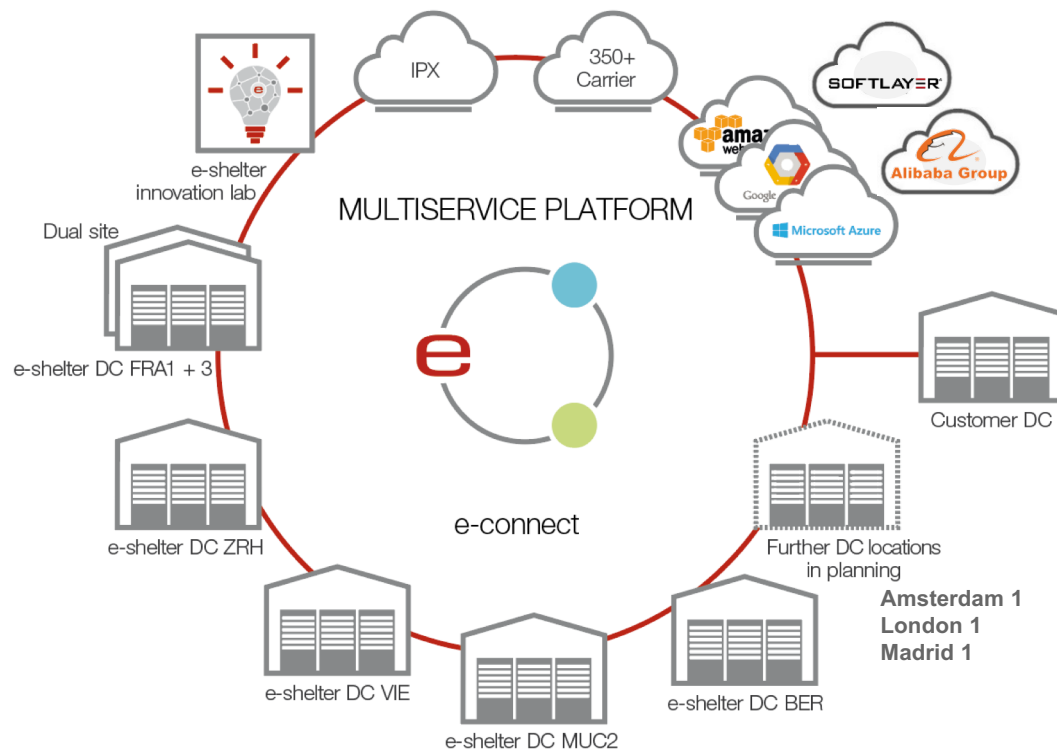 IPX
350+
Carrier
SOFTLAYER®
web
Google
Alibaba Group
Microsoft Azure
e
e-shelter
innovation lab
MULTISERVICE PLATFORM
Dual site
e-shelter DC FRA1 + 3
e
Customer DC
e-shelter DC ZRH
e-connect
Further DC locations
in planning
Amsterdam 1
London 1
Madrid 1
e-shelter DC VIE
e-shelter DC BER
e-shelter DC MUC2